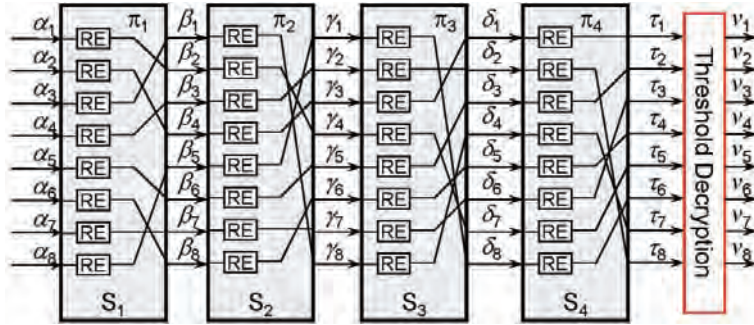 π₁ π₂ π₃ π₄
α₁ RE β₁ RE γ₁ RE δ₁ RE τ₁ ν₁
α₂ RE β₂ RE γ₂ RE δ₂ RE τ₂ ν₂
α₃ RE β₃ RE γ₃ RE δ₃ RE τ₃ ν₃
α₄ RE β₄ RE γ₄ RE δ₄ RE τ₄ ν₄
α₅ RE β₅ RE γ₅ RE δ₅ RE τ₅ ν₅
α₆ RE β₆ RE γ₆ RE δ₆ RE τ₆ ν₆
α₇ RE β₇ RE γ₇ RE δ₇ RE τ₇ ν₇
α₈ RE β₈ RE γ₈ RE δ₈ RE τ₈ ν₈
Threshold Decryption
S₁ S₂ S₃ S₄